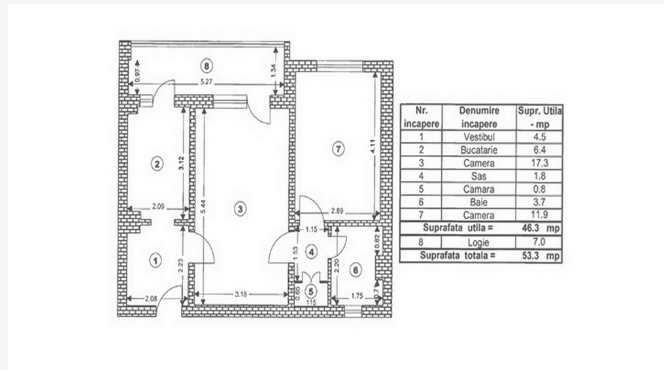 8
5.27
0.97
1.34
2
3.12
2.09
3
5.44
3.18
7
4.11
2.89
1
2.23
2.08
4
1.15
1.53
5
0.65
1.15
6
2.20
0.82
1.75
Nr. incapere Denumire incapere Supr. Utila - mp
1 Vestibul 4.5
2 Bucatarie 6.4
3 Camera 17.3
4 Sas 1.8
5 Camara 0.8
6 Baie 3.7
7 Camera 11.9
Suprafata utila = 46.3 mp
8 Logie 7.0
Suprafata totala = 53.3 mp